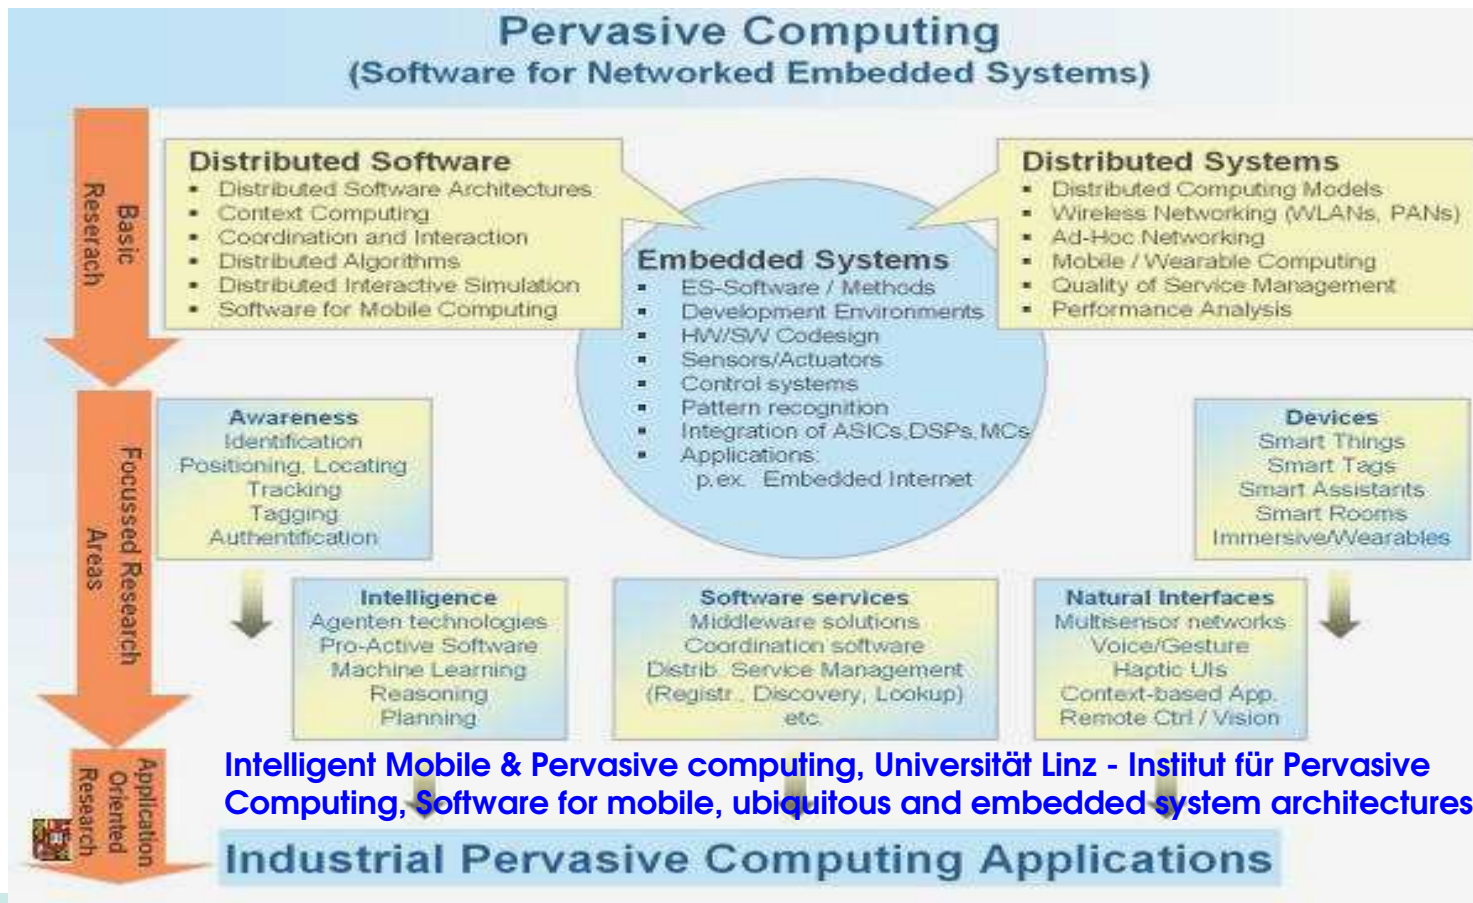 Pervasive Computing
(Software for Networked Embedded Systems)
Basic
Reserach
Distributed Software
▪ Distributed Software Architectures
▪ Context Computing
▪ Coordination and Interaction
▪ Distributed Algorithms
▪ Distributed Interactive Simulation
▪ Software for Mobile Computing
Embedded Systems
▪ ES-Software / Methods
▪ Development Environments
▪ HW/SW Codesign
▪ Sensors/Actuators
▪ Control systems
▪ Pattern recognition
▪ Integration of ASICs,DSPs,MCs
▪ Applications:
p.ex. Embedded Internet
Distributed Systems
▪ Distributed Computing Models
▪ Wireless Networking (WLANs, PANs)
▪ Ad-Hoc Networking
▪ Mobile / Wearable Computing
▪ Quality of Service Management
▪ Performance Analysis
Focussed Research
Areas
Awareness
Identification
Positioning, Locating
Tracking
Tagging
Authentification
Devices
Smart Things
Smart Tags
Smart Assistants
Smart Rooms
Immersive/Wearables
Intelligence
Agenten technologies
Pro-Active Software
Machine Learning
Reasoning
Planning
Software services
Middleware solutions
Coordination software
Distrib. Service Management
(Registr., Discovery, Lookup)
etc.
Natural Interfaces
Multisensor networks
Voice/Gesture
Haptic UIs
Context-based App.
Remote Ctrl / Vision
Application
Oriented
Research
Intelligent Mobile & Pervasive computing, Universität Linz - Institut für Pervasive
Computing, Software for mobile, ubiquitous and embedded system architectures
Industrial Pervasive Computing Applications